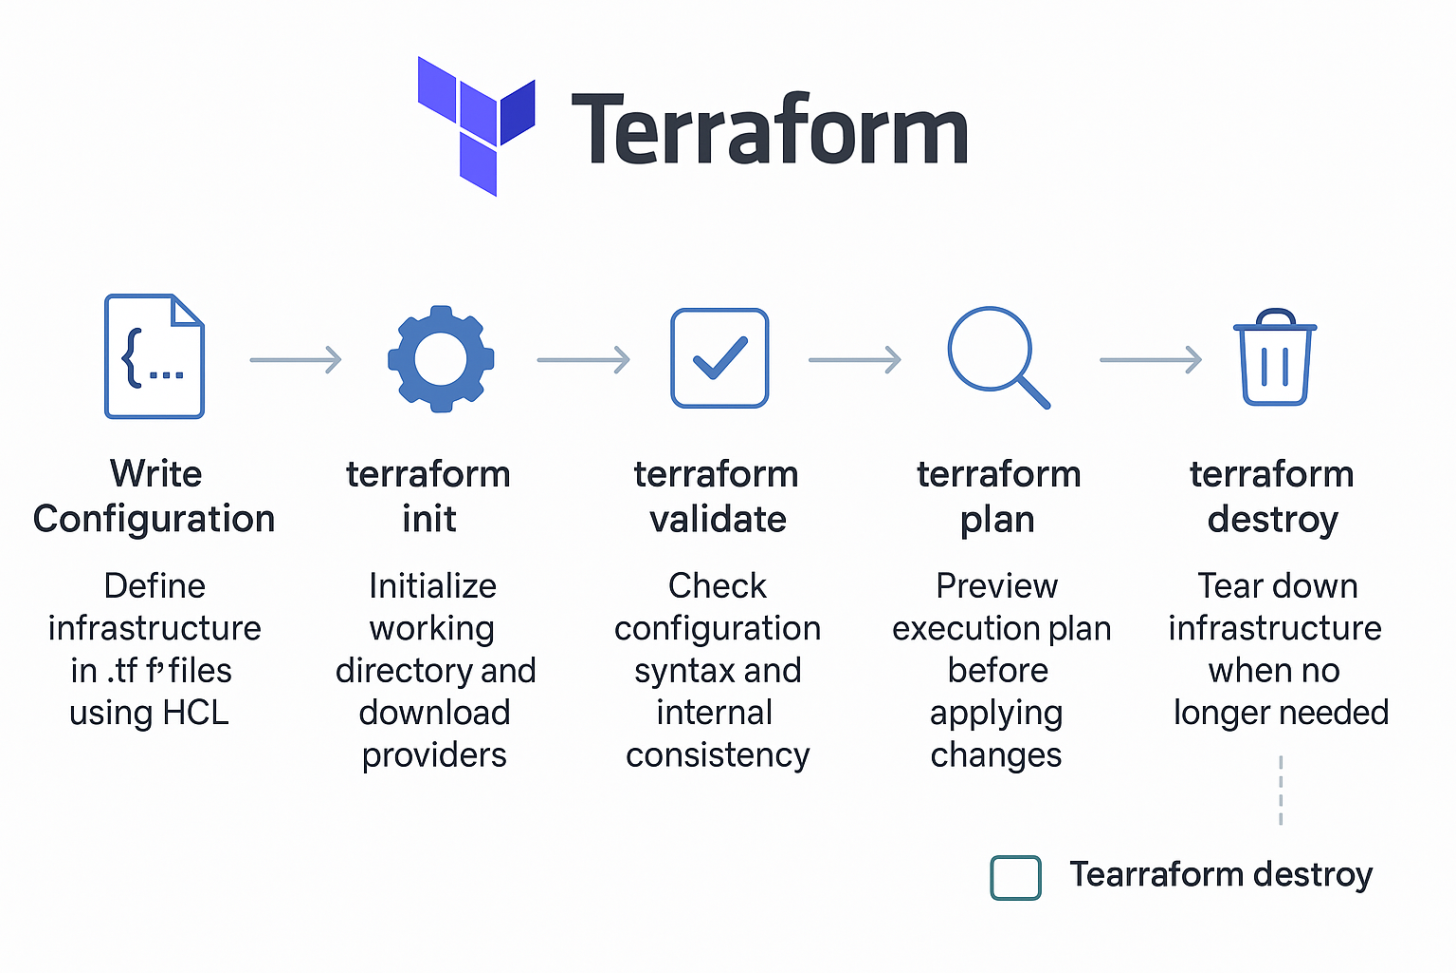 Terraform
{...
Write
Configuration
Define
infrastructure
in .tf f’files
using HCL
terraform
init
Initialize
working
directory and
download
providers
terraform
validate
Check
configuration
syntax and
internal
consistency
terraform
plan
Preview
execution plan
before
applying
changes
terraform
destroy
Tear down
infrastructure
when no
longer needed
Tearraform destroy